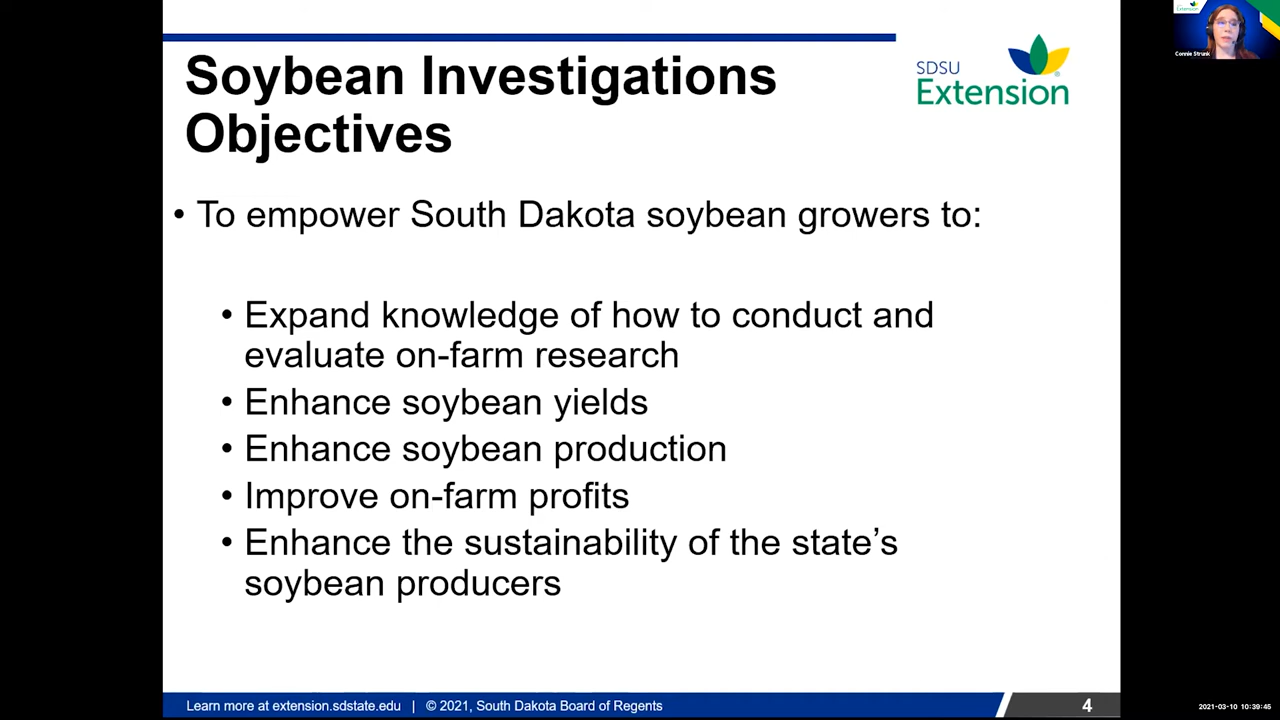 Soybean Investigations
Objectives
SDSU
Extension
• To empower South Dakota soybean growers to:
• Expand knowledge of how to conduct and
evaluate on-farm research
• Enhance soybean yields
• Enhance soybean production
• Improve on-farm profits
• Enhance the sustainability of the state’s
soybean producers
Learn more at extension.sdstate.edu | © 2021, South Dakota Board of Regents
4
Extension
Connie Strunk
2021-03-10 10:39:45